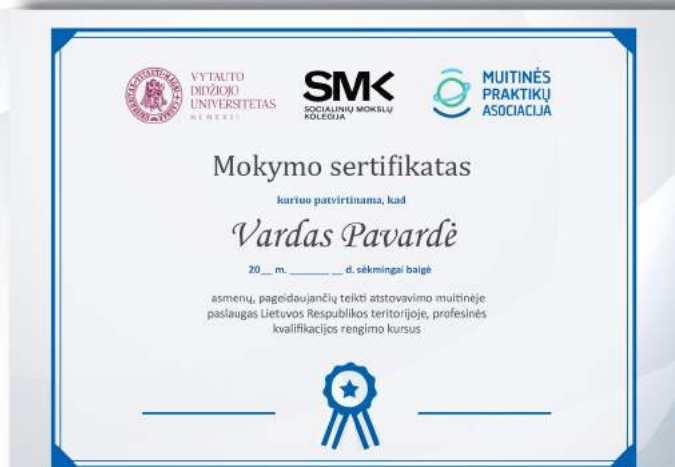 VYTAUTO
DIDŽIOJO
UNIVERSITETAS
MCMXXII
SMK
SOCIALINIŲ MOKSLŲ
KOLEGIJA
MUITINĖS
PRAKTIKŲ
ASOCIACIJA
Mokymo sertifikatas
kuriuo patvirtinama, kad
Vardas Pavardė
20__ m. _______ __ d. sėkmingai baigė
asmenų, pageidaujančių teikti atstovavimo muitinėje
paslaugas Lietuvos Respublikos teritorijoje, profesinės
kvalifikacijos rengimo kursus